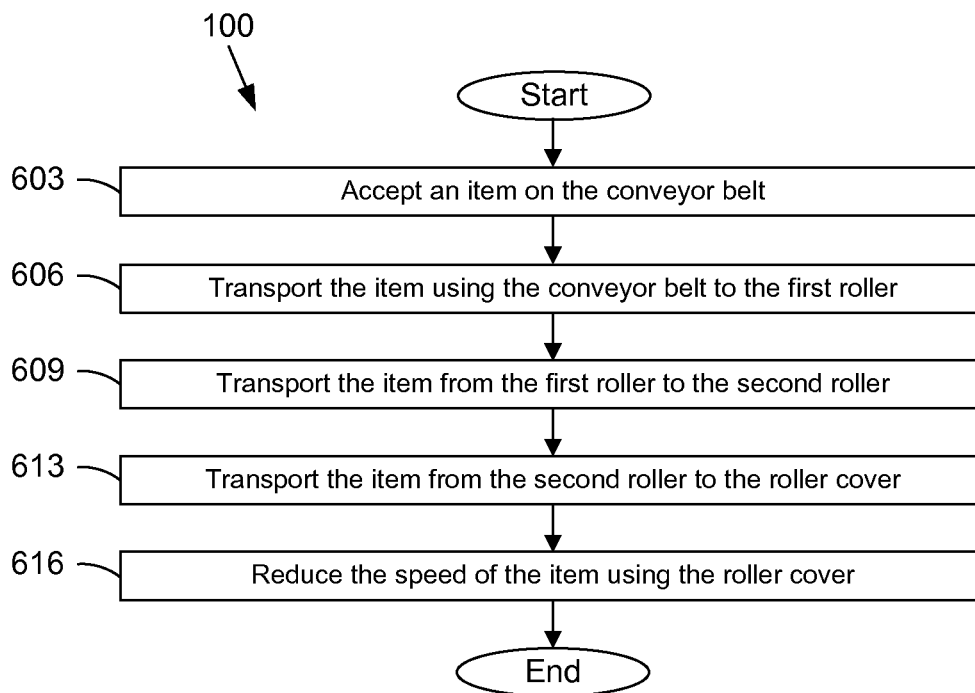 100
Start
603
Accept an item on the conveyor belt
606
Transport the item using the conveyor belt to the first roller
609
Transport the item from the first roller to the second roller
613
Transport the item from the second roller to the roller cover
616
Reduce the speed of the item using the roller cover
End